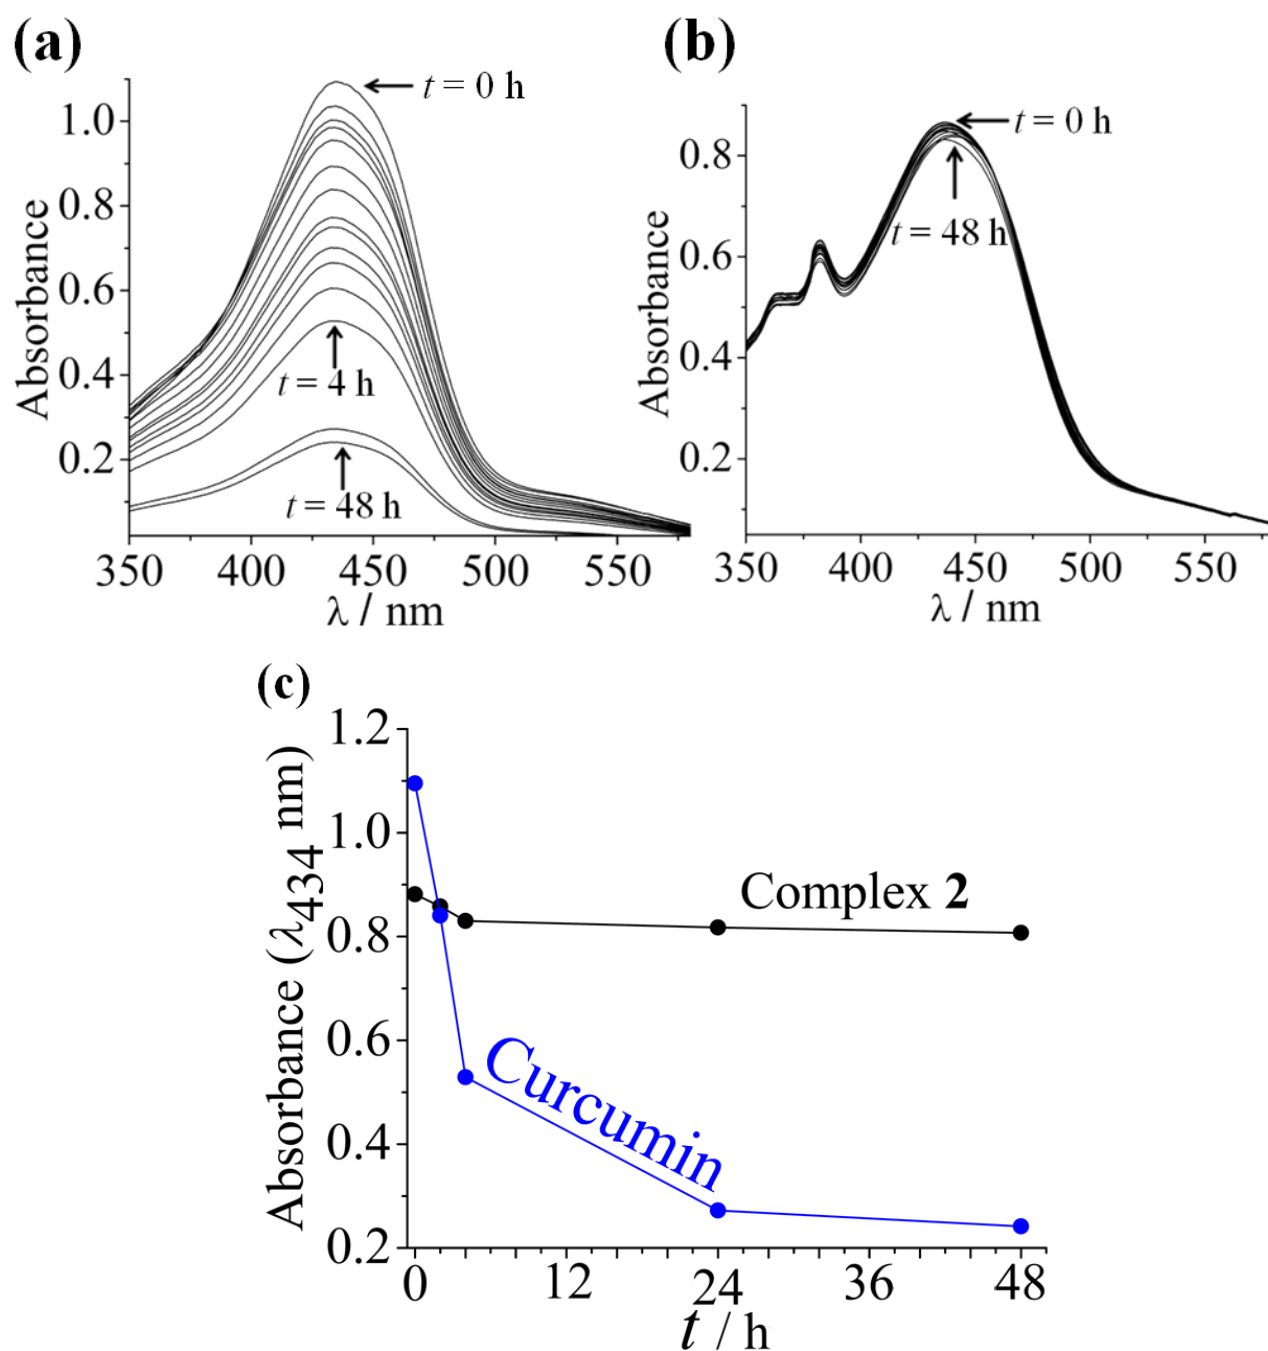 (a)
(b)
t = 0 h
t = 4 h
t = 48 h
Absorbance
1.0
0.8
0.6
0.4
0.2
350 400 450 500 550
λ / nm
t = 0 h
t = 48 h
Absorbance
0.8
0.6
0.4
0.2
350 400 450 500 550
λ / nm
(c)
Absorbance (λ434 nm)
1.2
1.0
0.8
0.6
0.4
0.2
Complex 2
Curcumin
0 12 24 36 48
t / h